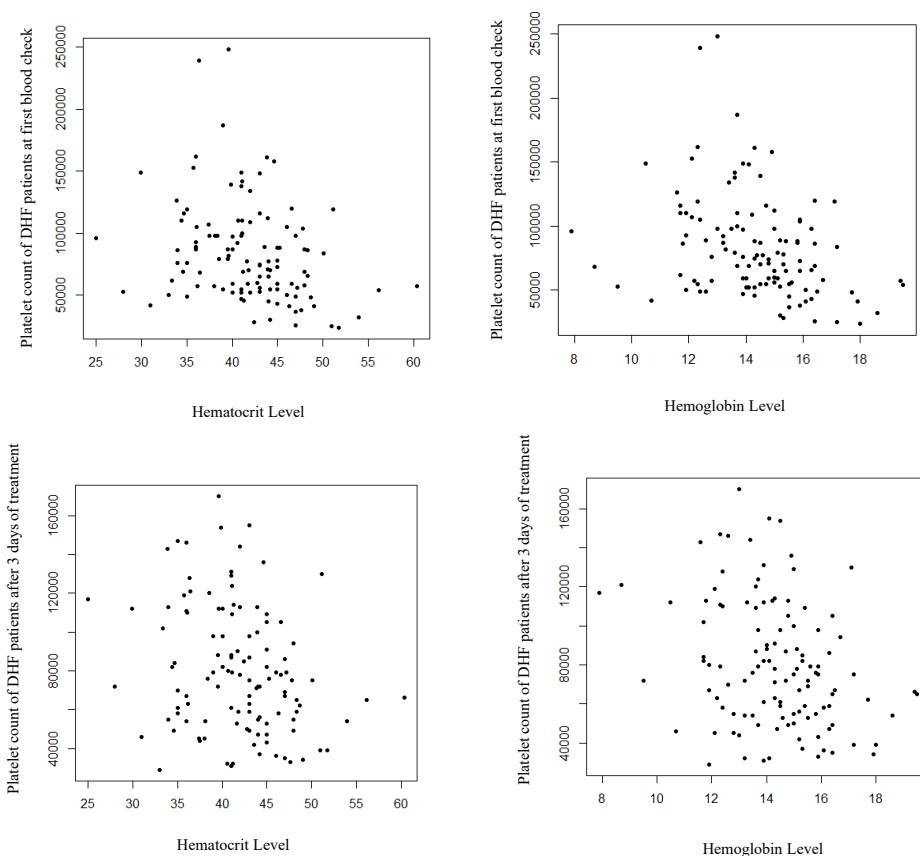 Platelet count of DHF patients at first blood check
250000
200000
150000
100000
50000
25 30 35 40 45 50 55 60
Hematocrit Level
Platelet count of DHF patients at first blood check
250000
200000
150000
100000
50000
8 10 12 14 16 18
Hemoglobin Level
Platelet count of DHF patients after 3 days of treatment
160000
120000
80000
40000
25 30 35 40 45 50 55 60
Hematocrit Level
Platelet count of DHF patients after 3 days of treatment
160000
120000
80000
40000
8 10 12 14 16 18
Hemoglobin Level